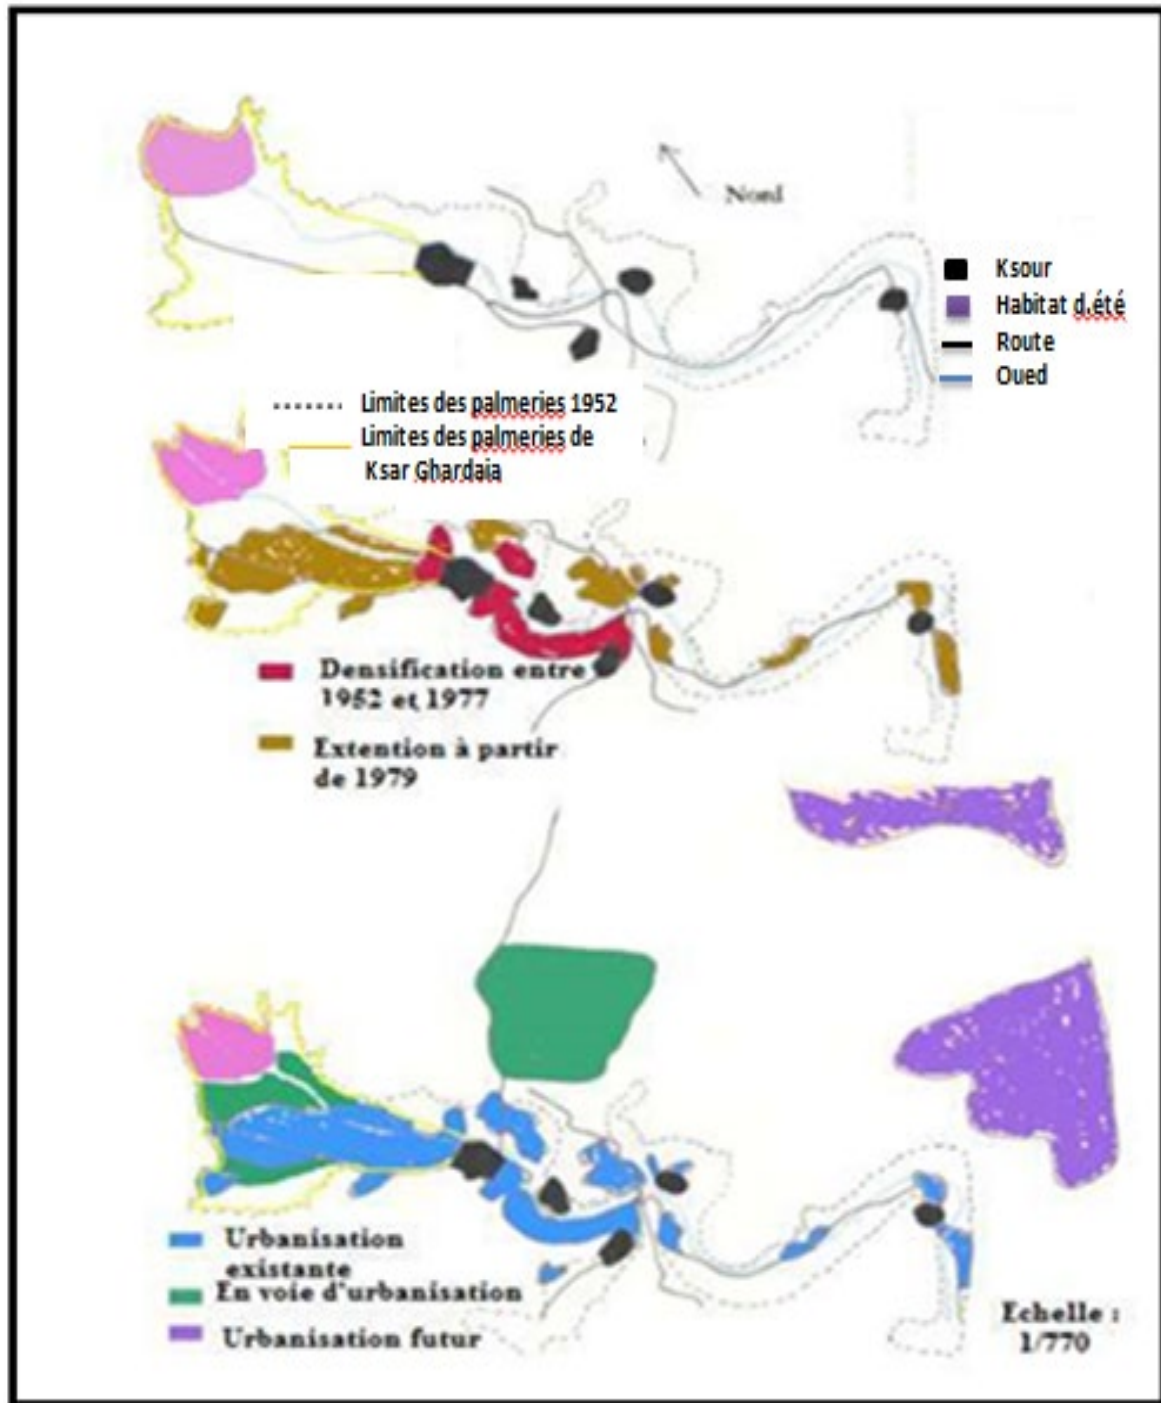 Nord
Ksour
Habitat d.été
Route
Oued
Limites des palmeries 1952
Limites des palmeries de
Ksar Ghardaia
Densification entre
1952 et 1977
Extention à partir
de 1979
Urbanisation
existante
En voie d'urbanisation
Urbanisation futur
Echelle :
1/770